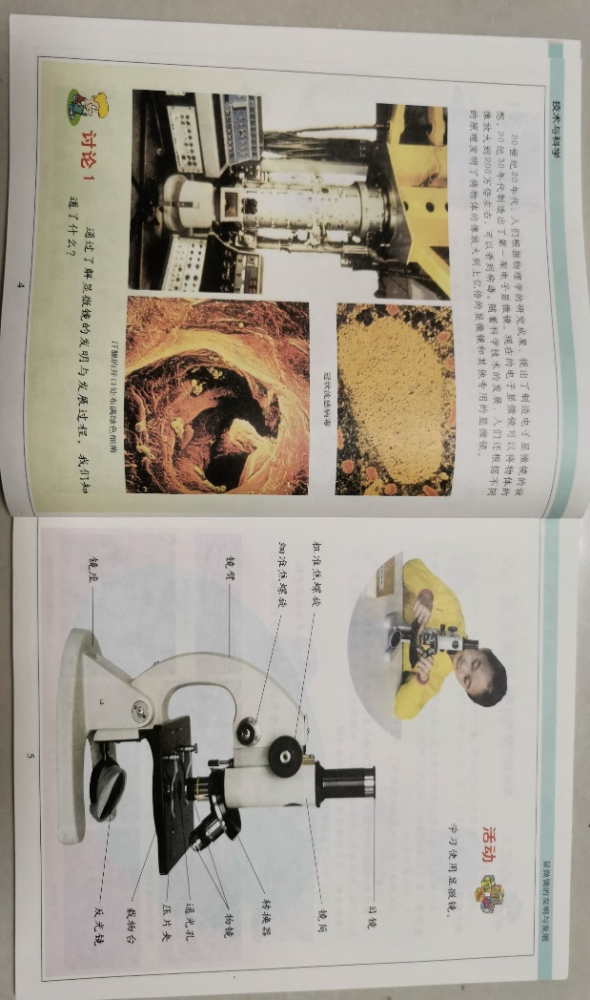 技术与科学
20世纪20年代，人们根据物理学的研究成果，提出了制造电子显微镜的设
想，20世纪30年代制造出了第一架电子显微镜。现在的电子显微镜可以将物体的
像放大到200万倍左右，可以看到病毒。随着科学技术的发展，人们还根据不同
的原理发明了将物体的像放大到上亿倍的显微镜和其他专用的显微镜。
冠状流感病毒
汗腺的开口处布满绿色细菌
讨论1
通过了解显微镜的发明与发展过程，我们知
道了什么？
4
显微镜的发明与发展
活动
学习使用显微镜。
粗准焦螺旋
细准焦螺旋
镜臂
镜座
目镜
镜筒
转换器
物镜
通光孔
压片夹
载物台
反光镜
5